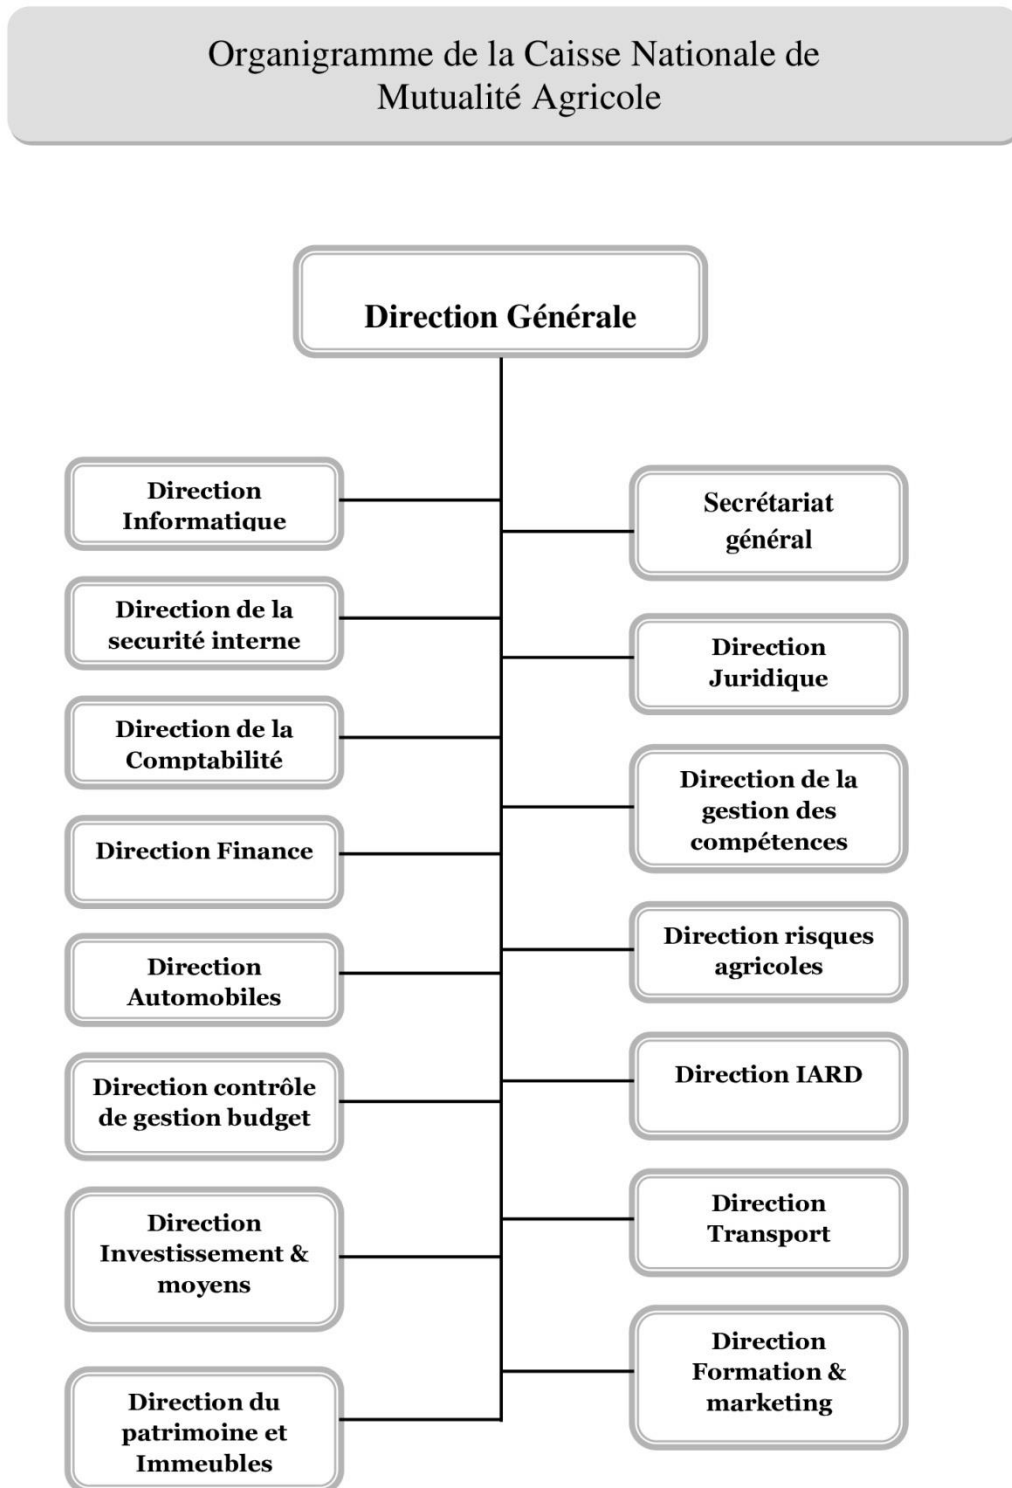 Organigramme de la Caisse Nationale de
Mutualité Agricole
Direction Générale
Direction
Informatique
Direction de la
securité interne
Direction de la
Comptabilité
Direction Finance
Direction
Automobiles
Direction contrôle
de gestion budget
Direction
Investissement &
moyens
Direction du
patrimoine et
Immeubles
Secrétariat
général
Direction
Juridique
Direction de la
gestion des
compétences
Direction risques
agricoles
Direction IARD
Direction
Transport
Direction
Formation &
marketing